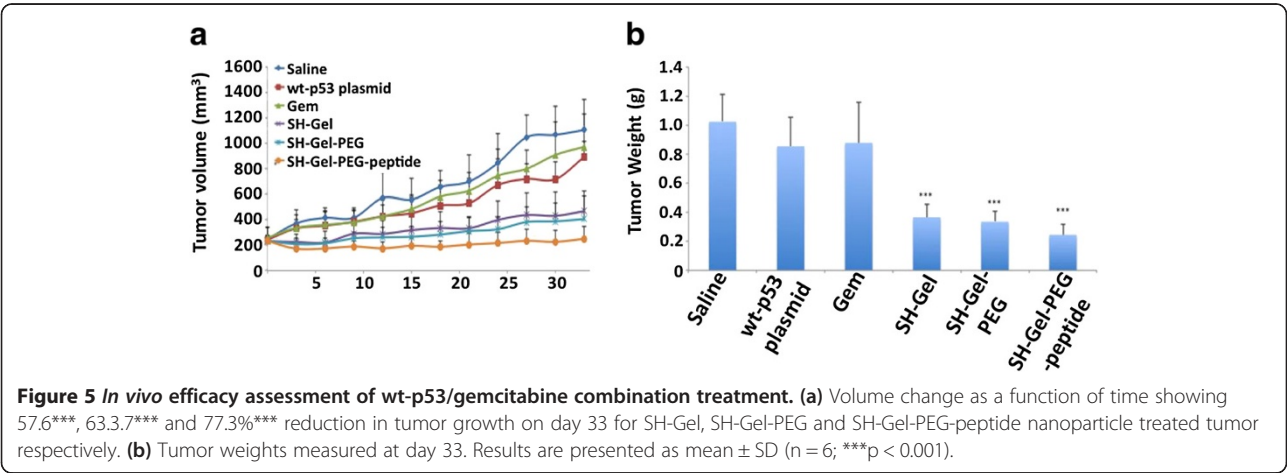 a
Tumor volume (mm³)
1600
1400
1200
1000
800
600
400
200
0
Saline
wt-p53 plasmid
Gem
SH-Gel
SH-Gel-PEG
SH-Gel-PEG-peptide
5 10 15 20 25 30
b
Tumor Weight (g)
1.4
1.2
1.0
0.8
0.6
0.4
0.2
0
***
***
***
Saline
wt-p53
plasmid
Gem
SH-Gel
SH-Gel-
PEG
SH-Gel-PEG
-peptide
Figure 5 In vivo efficacy assessment of wt-p53/gemcitabine combination treatment. (a) Volume change as a function of time showing
57.6***, 63.3.7*** and 77.3%*** reduction in tumor growth on day 33 for SH-Gel, SH-Gel-PEG and SH-Gel-PEG-peptide nanoparticle treated tumor
respectively. (b) Tumor weights measured at day 33. Results are presented as mean ± SD (n = 6; ***p < 0.001).